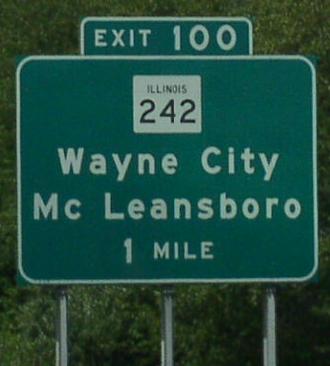 EXIT 100
ILLINOIS
242
Wayne City
Mc Leansboro
1 MILE